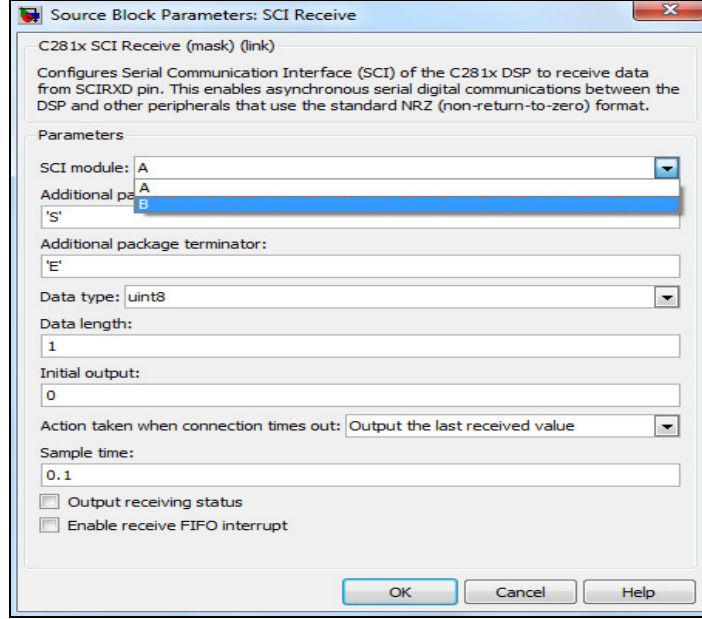 Source Block Parameters: SCI Receive
C281x SCI Receive (mask) (link)
Configures Serial Communication Interface (SCI) of the C281x DSP to receive data
from SCIRXD pin. This enables asynchronous serial digital communications between the
DSP and other peripherals that use the standard NRZ (non-return-to-zero) format.
Parameters
SCI module: A
A
Additional pa
B
'S'
Additional package terminator:
'E'
Data type: uint8
Data length:
1
Initial output:
0
Action taken when connection times out: Output the last received value
Sample time:
0.1
Output receiving status
Enable receive FIFO interrupt
OK Cancel Help